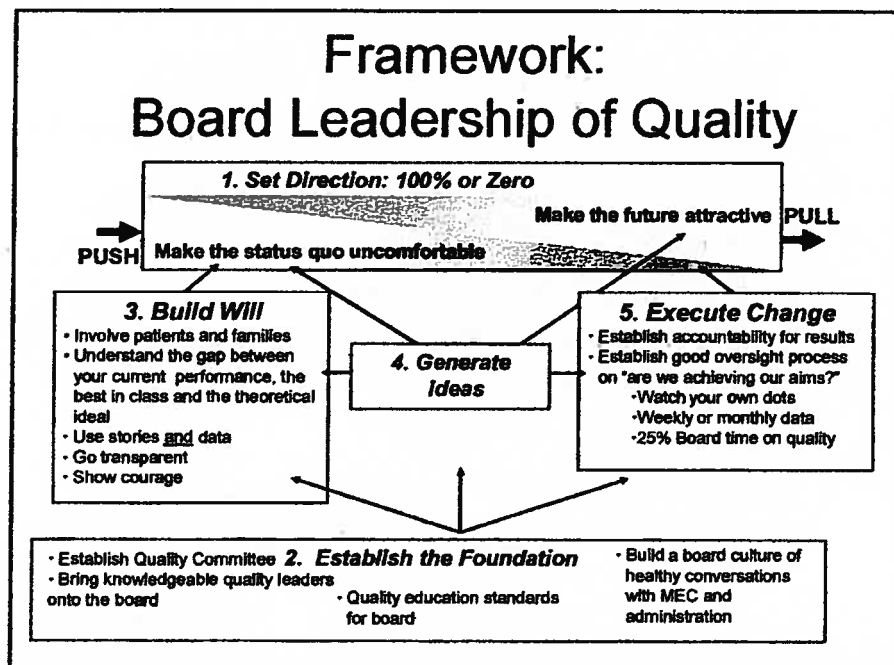 Framework:
Board Leadership of Quality
1. Set Direction: 100% or Zero
Make the future attractive
PULL
PUSH
Make the status quo uncomfortable
3. Build Will
· Involve patients and families
· Understand the gap between
your current performance, the
best in class and the theoretical
ideal
· Use stories and data
· Go transparent
· Show courage
4. Generate
ideas
5. Execute Change
· Establish accountability for results
· Establish good oversight process
on "are we achieving our aims?"
·Watch your own dots
·Weekly or monthly data
·25% Board time on quality
2. Establish the Foundation
· Establish Quality Committee
· Bring knowledgeable quality leaders
onto the board
· Quality education standards
for board
· Build a board culture of
healthy conversations
with MEC and
administration